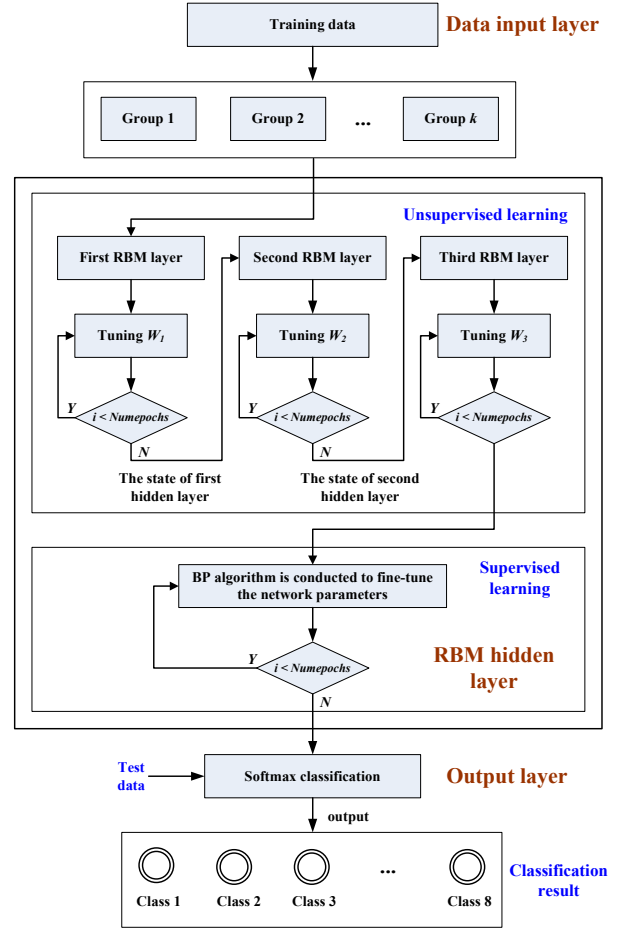 Training data
Data input layer
Group 1
Group 2
...
Group k
Unsupervised learning
First RBM layer
Second RBM layer
Third RBM layer
Tuning W1
Tuning W2
Tuning W3
Y
i < Numepochs
Y
i < Numepochs
Y
i < Numepochs
N
N
The state of first
hidden layer
The state of second
hidden layer
BP algorithm is conducted to fine-tune
the network parameters
Supervised
learning
Y
i < Numepochs
RBM hidden
layer
N
Test
data
Softmax classification
Output layer
output
...
Class 1
Class 2
Class 3
Class 8
Classification
result